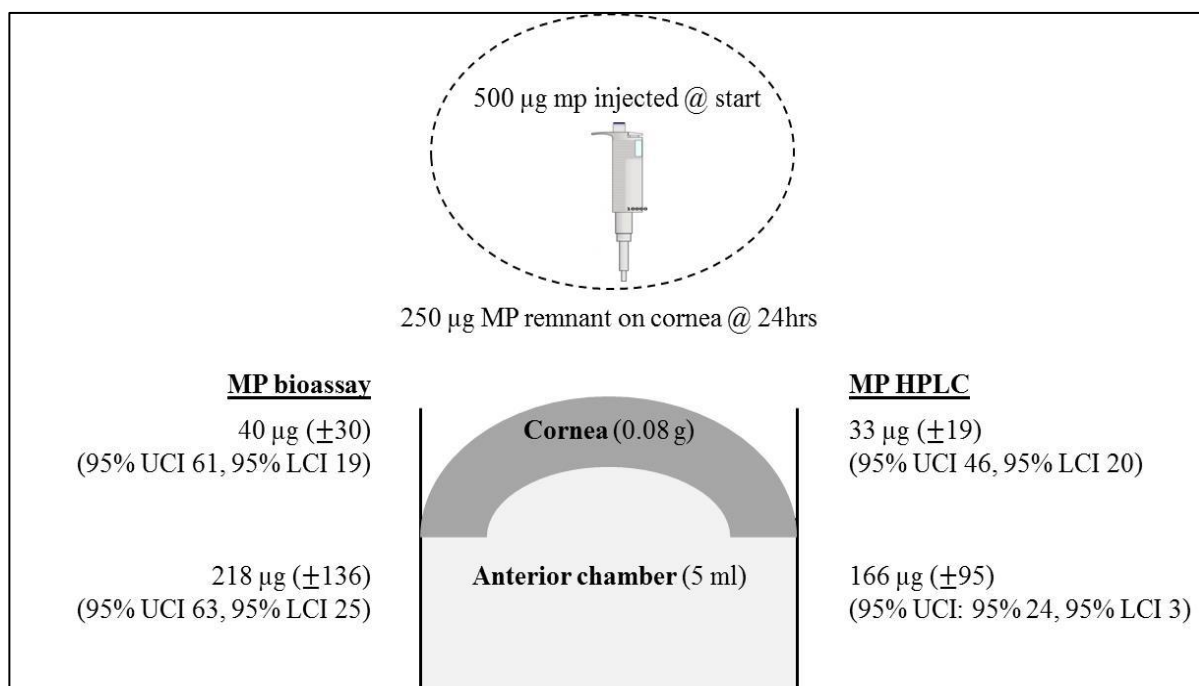 500 µg mp injected @ start
250 µg MP remnant on cornea @ 24hrs
MP bioassay
40 µg (±30)
(95% UCI 61, 95% LCI 19)
Cornea (0.08 g)
MP HPLC
33 µg (±19)
(95% UCI 46, 95% LCI 20)
218 µg (±136)
(95% UCI 63, 95% LCI 25)
Anterior chamber (5 ml)
166 µg (±95)
(95% UCI: 95% 24, 95% LCI 3)